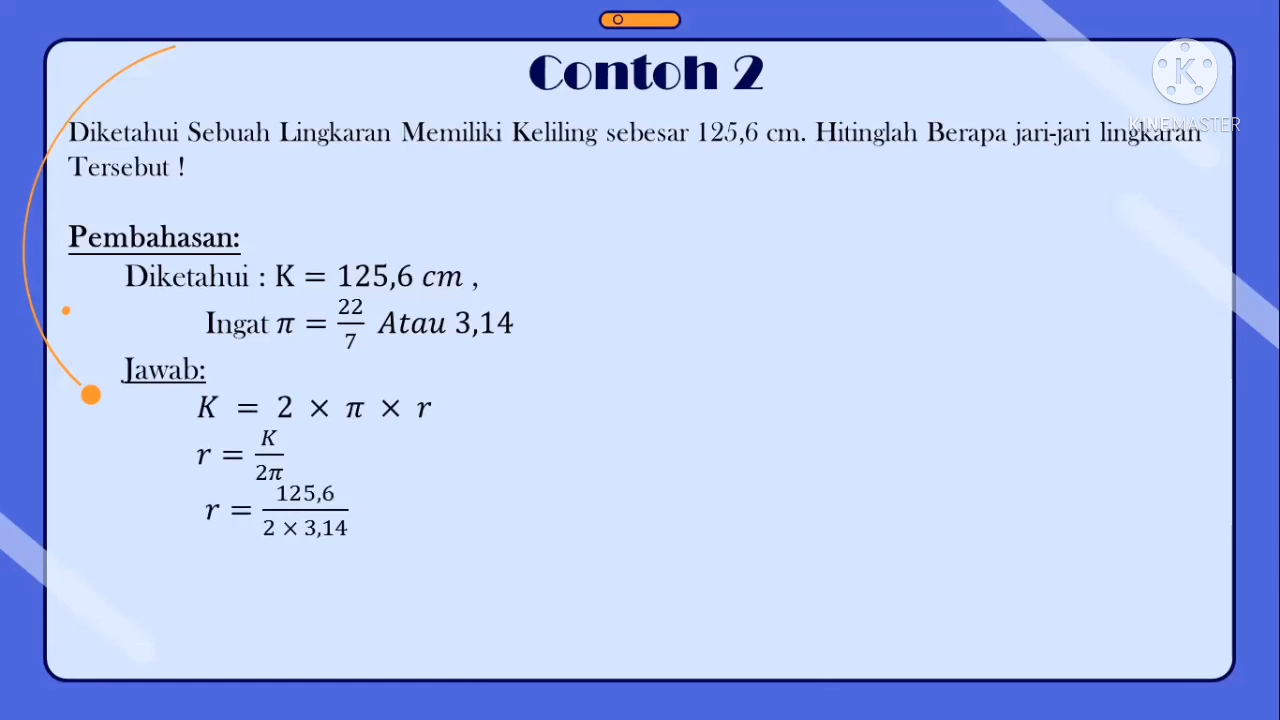 Contoh 2
K
KINEMASTER
Diketahui Sebuah Lingkaran Memiliki Keliling sebesar 125,6 cm. Hitinglah Berapa jari-jari lingkaran
Tersebut !
Pembahasan:
Diketahui : K = 125,6 cm ,
Ingat π = 22/7 Atau 3,14
Jawab:
K = 2 × π × r
r = K/2π
r = 125,6/2 × 3,14